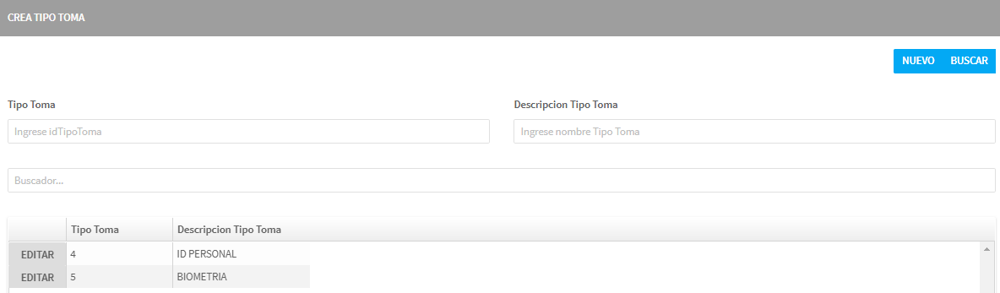 CREA TIPO TOMA
NUEVO BUSCAR
Tipo Toma Descripcion Tipo Toma
Ingrese idTipoToma Ingrese nombre Tipo Toma
Buscador...
Tipo Toma Descripcion Tipo Toma
EDITAR 4 ID PERSONAL
EDITAR 5 BIOMETRIA